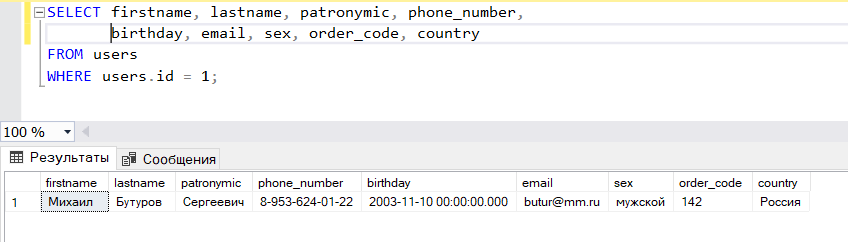 SELECT firstname, lastname, patronymic, phone_number,
birthday, email, sex, order_code, country
FROM users
WHERE users.id = 1;
100 %
Результаты Сообщения
firstname lastname patronymic phone_number birthday email sex order_code country
1 Михаил Бутуров Сергеевич 8-953-624-01-22 2003-11-10 00:00:00.000 butur@mm.ru мужской 142 Россия